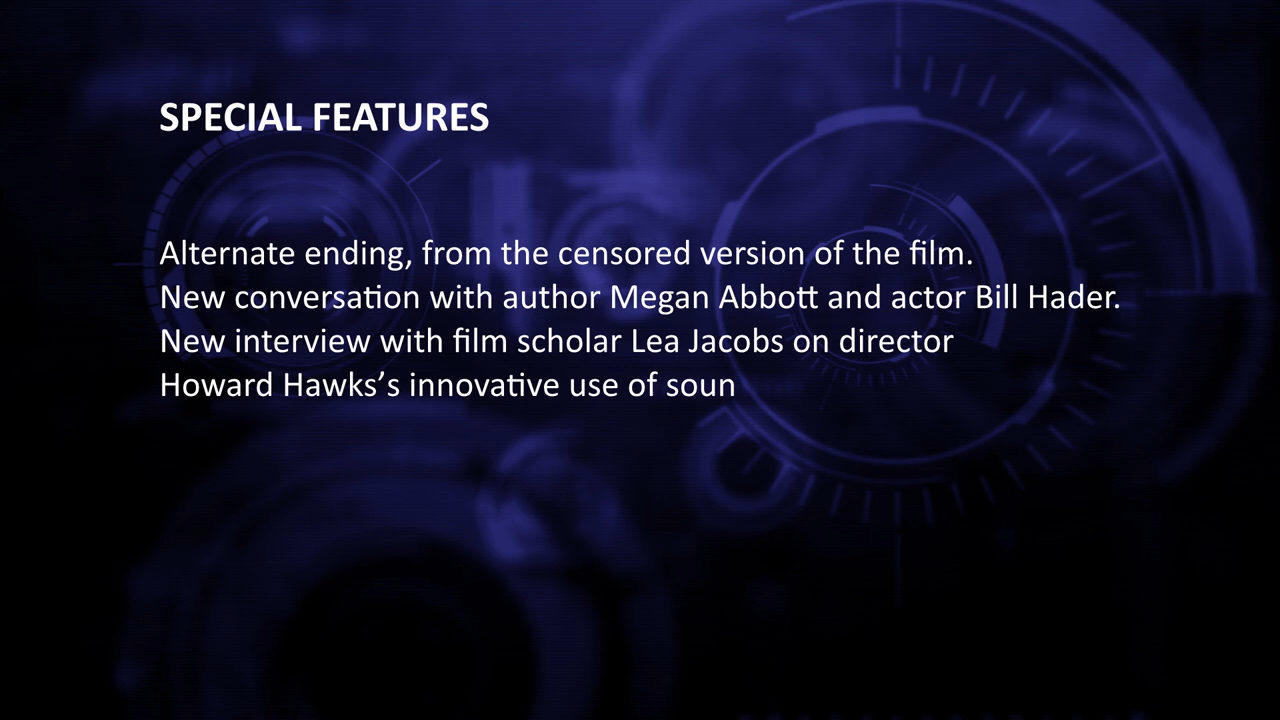 SPECIAL FEATURES
Alternate ending, from the censored version of the film.
New conversation with author Megan Abbott and actor Bill Hader.
New interview with film scholar Lea Jacobs on director
Howard Hawks’s innovative use of soun